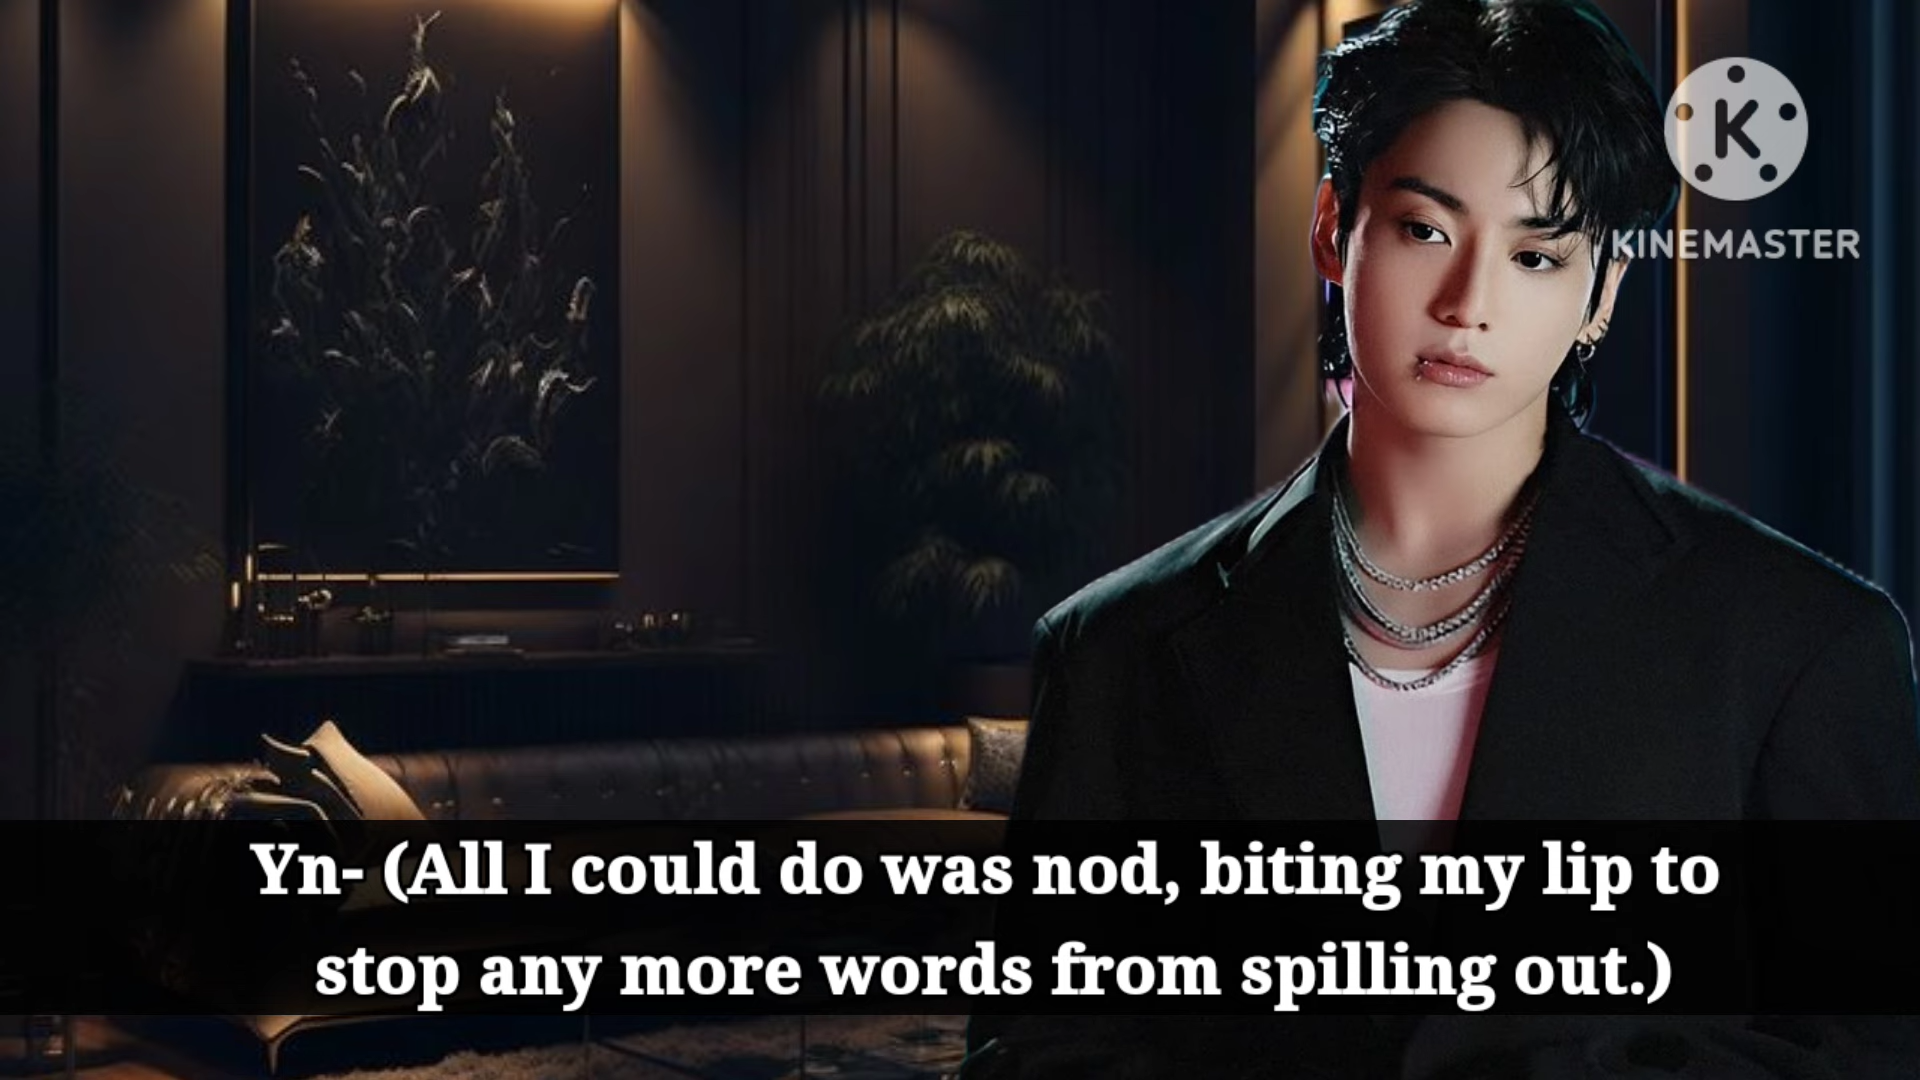 K
KINEMASTER
Yn- (All I could do was nod, biting my lip to
stop any more words from spilling out.)